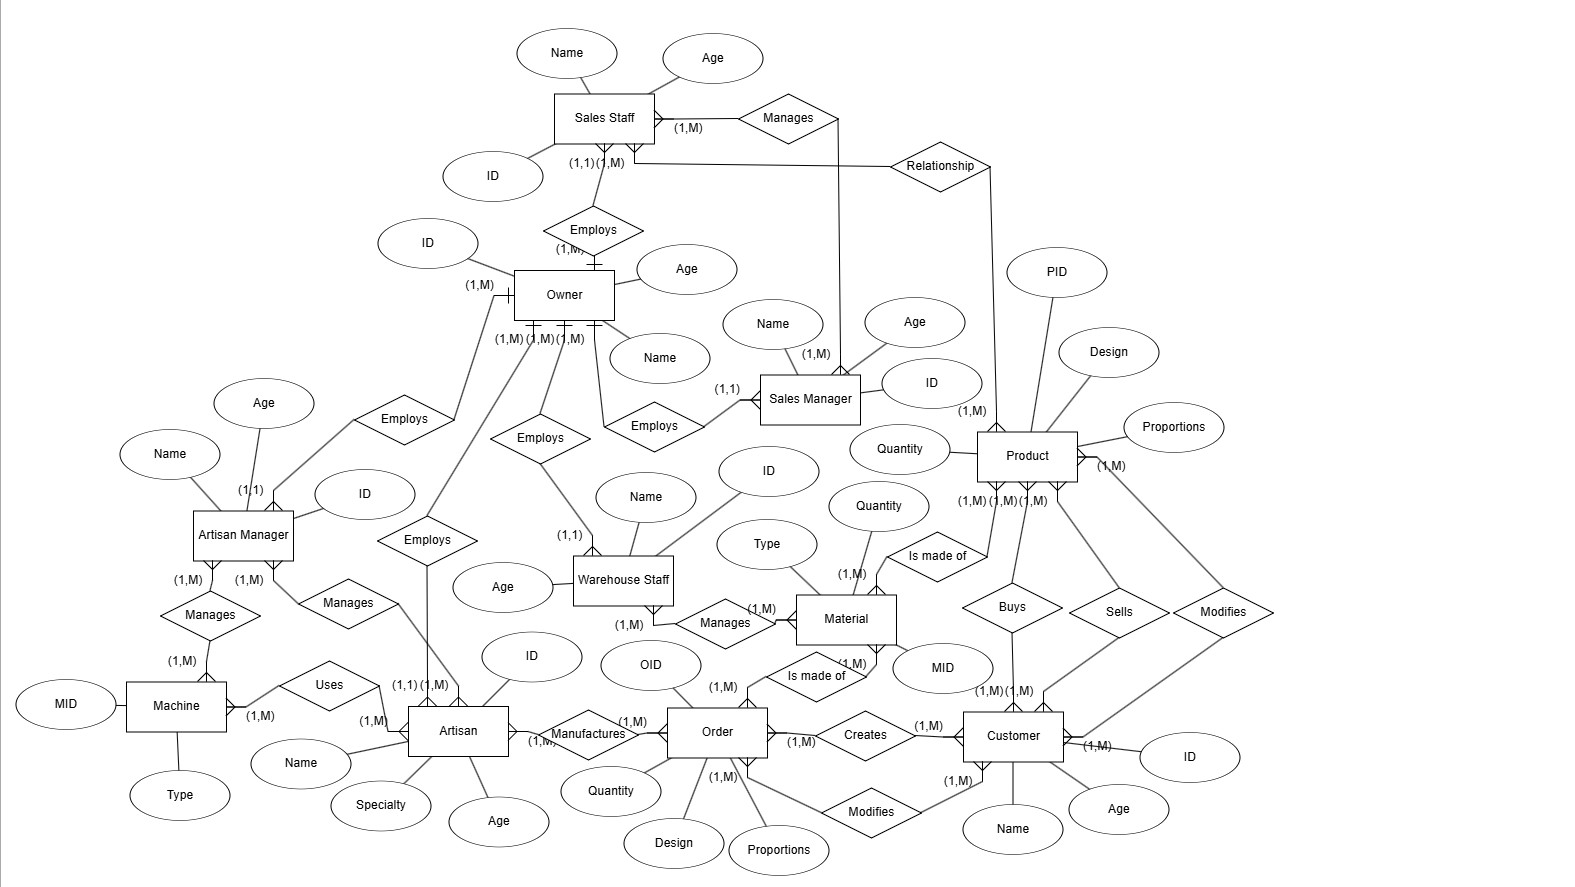 Name
Age
Sales Staff
Manages
(1,M)
(1,1)
(1,M)
Relationship
ID
Employs
(1,M)
ID
Age
(1,M)
Owner
PID
(1,M)
(1,M)
(1,M)
Name
Name
Age
Design
(1,M)
ID
Sales Manager
(1,1)
Age
Employs
Employs
Employs
(1,M)
Proportions
Name
Quantity
Product
(1,M)
ID
(1,1)
ID
Name
Quantity
(1,M)
(1,M)
(1,M)
Artisan Manager
(1,1)
Employs
Type
Is made of
(1,M)
(1,M)
(1,M)
Warehouse Staff
Age
Manages
Manages
(1,M)
(1,M)
Manages
Material
Buys
Sells
Modifies
(1,M)
ID
OID
(1,M)
MID
Is made of
Uses
(1,1)
(1,M)
(1,M)
(1,M)
(1,M)
MID
Machine
(1,M)
(1,M)
Artisan
(1,M)
Manufactures
(1,M)
Order
(1,M)
Creates
(1,M)
Customer
(1,M)
ID
Name
Type
Specialty
Age
Quantity
(1,M)
(1,M)
Modifies
Age
Name
Design
Proportions